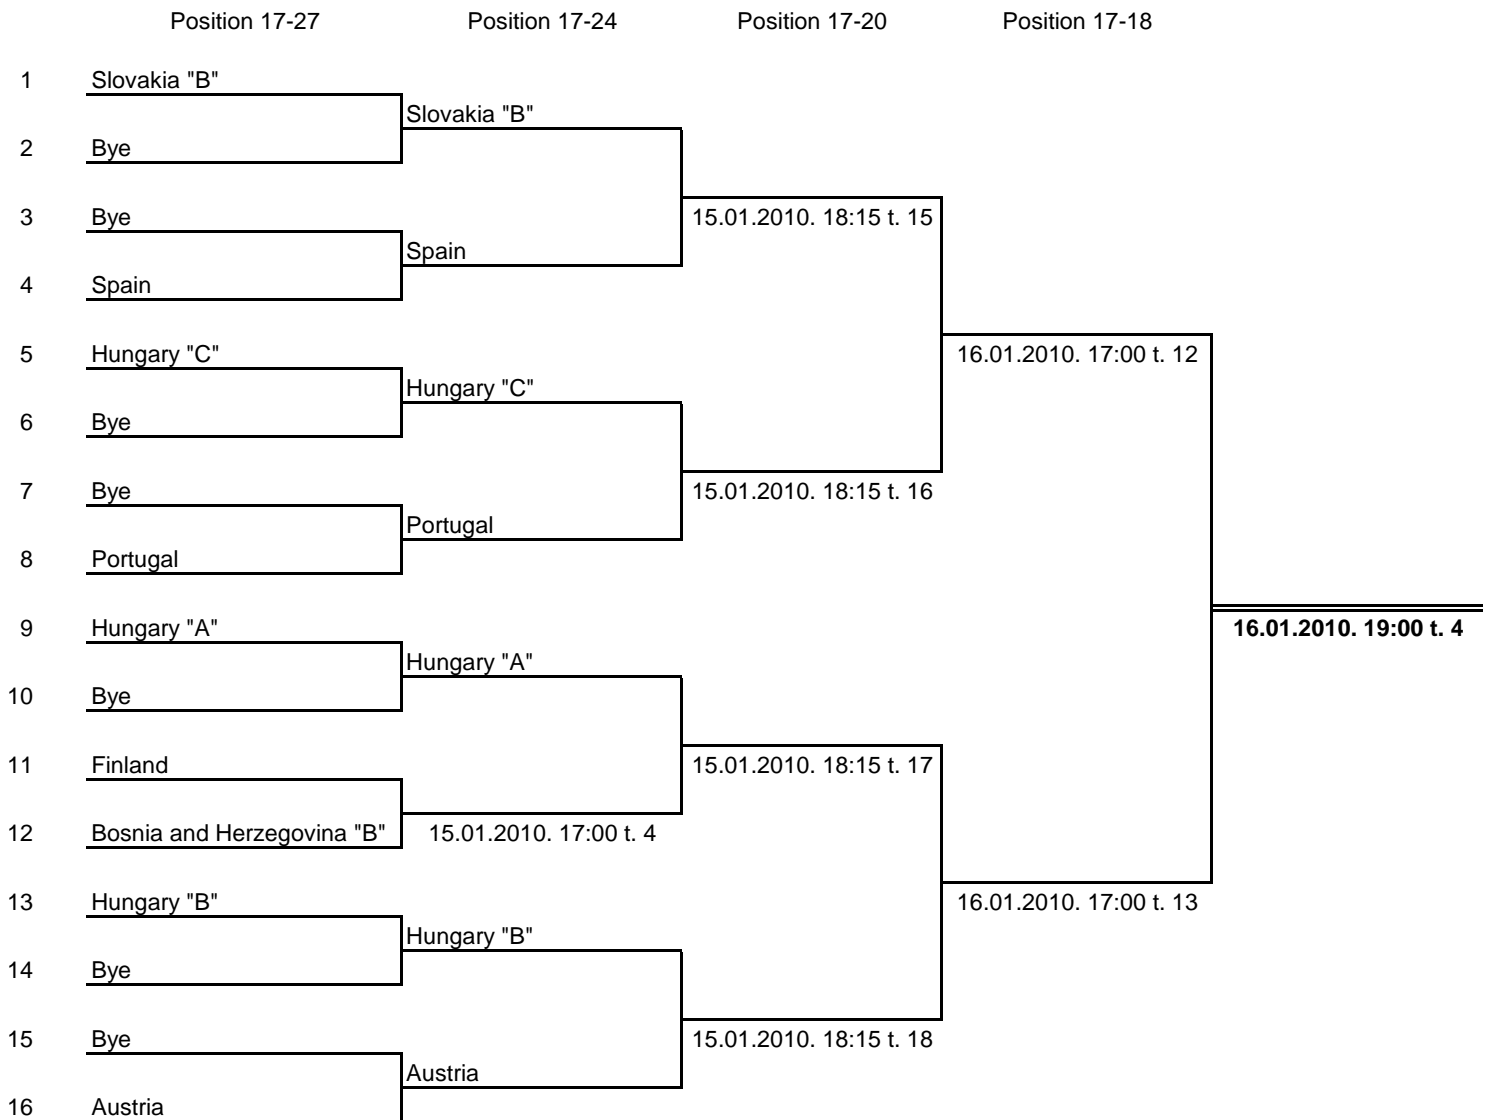 Position 17-27 Position 17-24 Position 17-20 Position 17-18
1 Slovakia "B"
Slovakia "B"
2 Bye
3 Bye 15.01.2010. 18:15 t. 15
Spain
4 Spain
5 Hungary "C" 16.01.2010. 17:00 t. 12
Hungary "C"
6 Bye
7 Bye 15.01.2010. 18:15 t. 16
Portugal
8 Portugal
9 Hungary "A" 16.01.2010. 19:00 t. 4
Hungary "A"
10 Bye
11 Finland 15.01.2010. 18:15 t. 17
12 Bosnia and Herzegovina "B" 15.01.2010. 17:00 t. 4
13 Hungary "B" 16.01.2010. 17:00 t. 13
Hungary "B"
14 Bye
15 Bye 15.01.2010. 18:15 t. 18
Austria
16 Austria